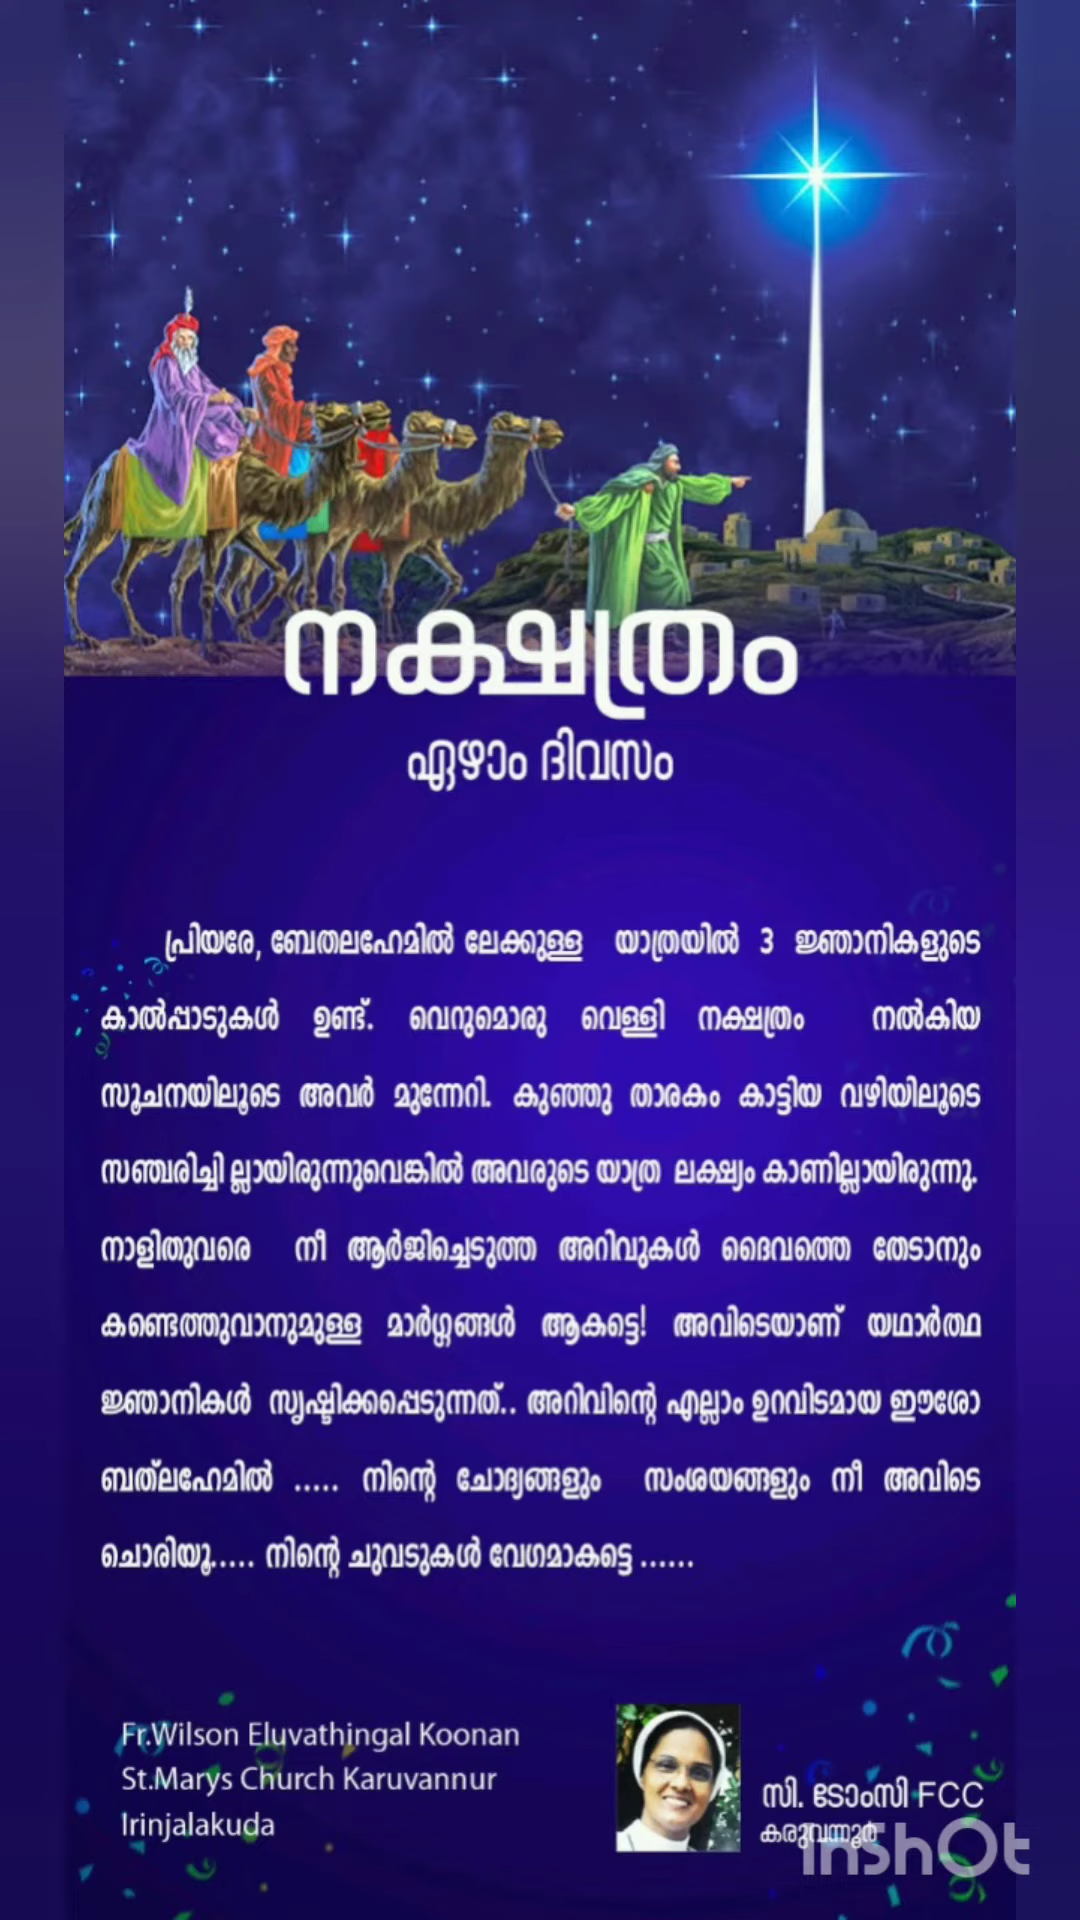 നക്ഷത്രം
ഏഴാം ദിവസം
പ്രിയരേ, ബേതലഹേമിൽ ലേക്കുള്ള യാത്രയിൽ 3 ജ്ഞാനികളുടെ
കാൽപ്പാടുകൾ ഉണ്ട്. വെറുമൊരു വെള്ളി നക്ഷത്രം നൽകിയ
സൂചനയിലൂടെ അവർ മുന്നേറി. കുഞ്ഞു താരകം കാട്ടിയ വഴിയിലൂടെ
സഞ്ചരിച്ചി ല്ലായിരുന്നുവെങ്കിൽ അവരുടെ യാത്ര ലക്ഷ്യം കാണില്ലായിരുന്നു.
നാളിതുവരെ നീ ആർജിച്ചെടുത്ത അറിവുകൾ ദൈവത്തെ തേടാനും
കണ്ടെത്തുവാനുമുള്ള മാർഗ്ഗങ്ങൾ ആകട്ടെ! അവിടെയാണ് യഥാർത്ഥ
ജ്ഞാനികൾ സൃഷ്ടിക്കപ്പെടുന്നത്.. അറിവിന്റെ എല്ലാം ഉറവിടമായ ഈശോ
ബത്ലഹേമിൽ ..... നിന്റെ ചോദ്യങ്ങളും സംശയങ്ങളും നീ അവിടെ
ചൊരിയൂ..... നിന്റെ ചുവടുകൾ വേഗമാകട്ടെ ......
Fr.Wilson Eluvathingal Koonan
St.Marys Church Karuvannur
Irinjalakuda
സി. ടോംസി FCC
കരുവന്നൂർ
InShOt